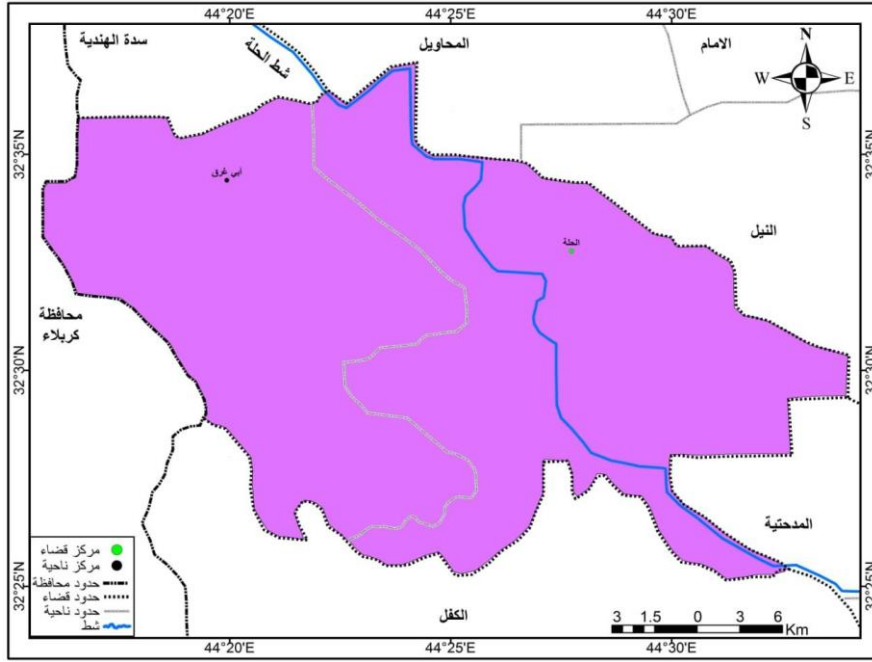 44°20'E
44°25'E
44°30'E
سدة الهندية
شط الحلة
المحاويل
الامام
N
W
E
S
32°35'N
32°35'N
ابي غرق
النيل
الحلة
محافظة
كربلاء
32°30'N
32°30'N
المدحتية
مركز قضاء
مركز ناحية
حدود محافظة
حدود قضاء
حدود ناحية
شط
32°25'N
32°25'N
الكفل
3 1.5 0 3 6
Km
44°20'E
44°25'E
44°30'E